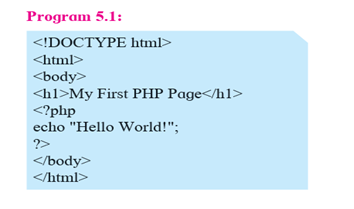 Program 5.1:
<!DOCTYPE html>
<html>
<body>
<h1>My First PHP Page</h1>
<?php
echo "Hello World!";
?>
</body>
</html>